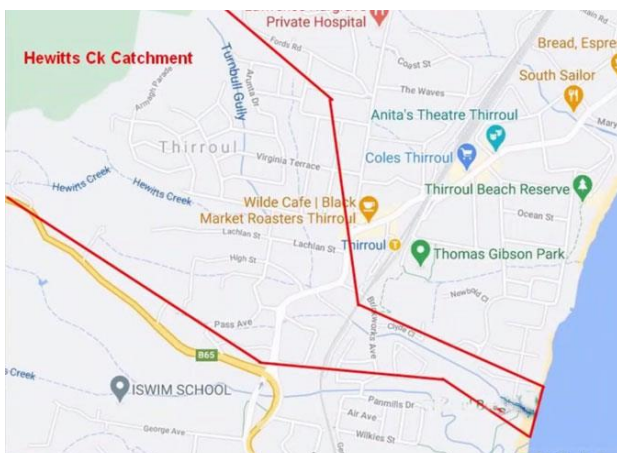 Private Hospital
Hewitts Ck Catchment
Fords Rd
Turnbull Gully
Arunta Dr
Armagh Parade
Coast St
The Waves
Bread, Espre
South Sailor
Mary
Anita's Theatre Thirroul
Thirroul
Virginia Terrace
Coles Thirroul
Hewitts Creek
Hewitts Creek
Thirroul Beach Reserve
Wilde Cafe | Black
Market Roasters Thirroul
Ocean St
Lachlan St
Lachlan St
Thirroul
T
High St
Thomas Gibson Park
Newbold Cl
Pass Ave
Brickworks Ave
Clyde Cl
B65
s Creek
ISWIM SCHOOL
Panmills Dr
Air Ave
George Ave
Wilkies St